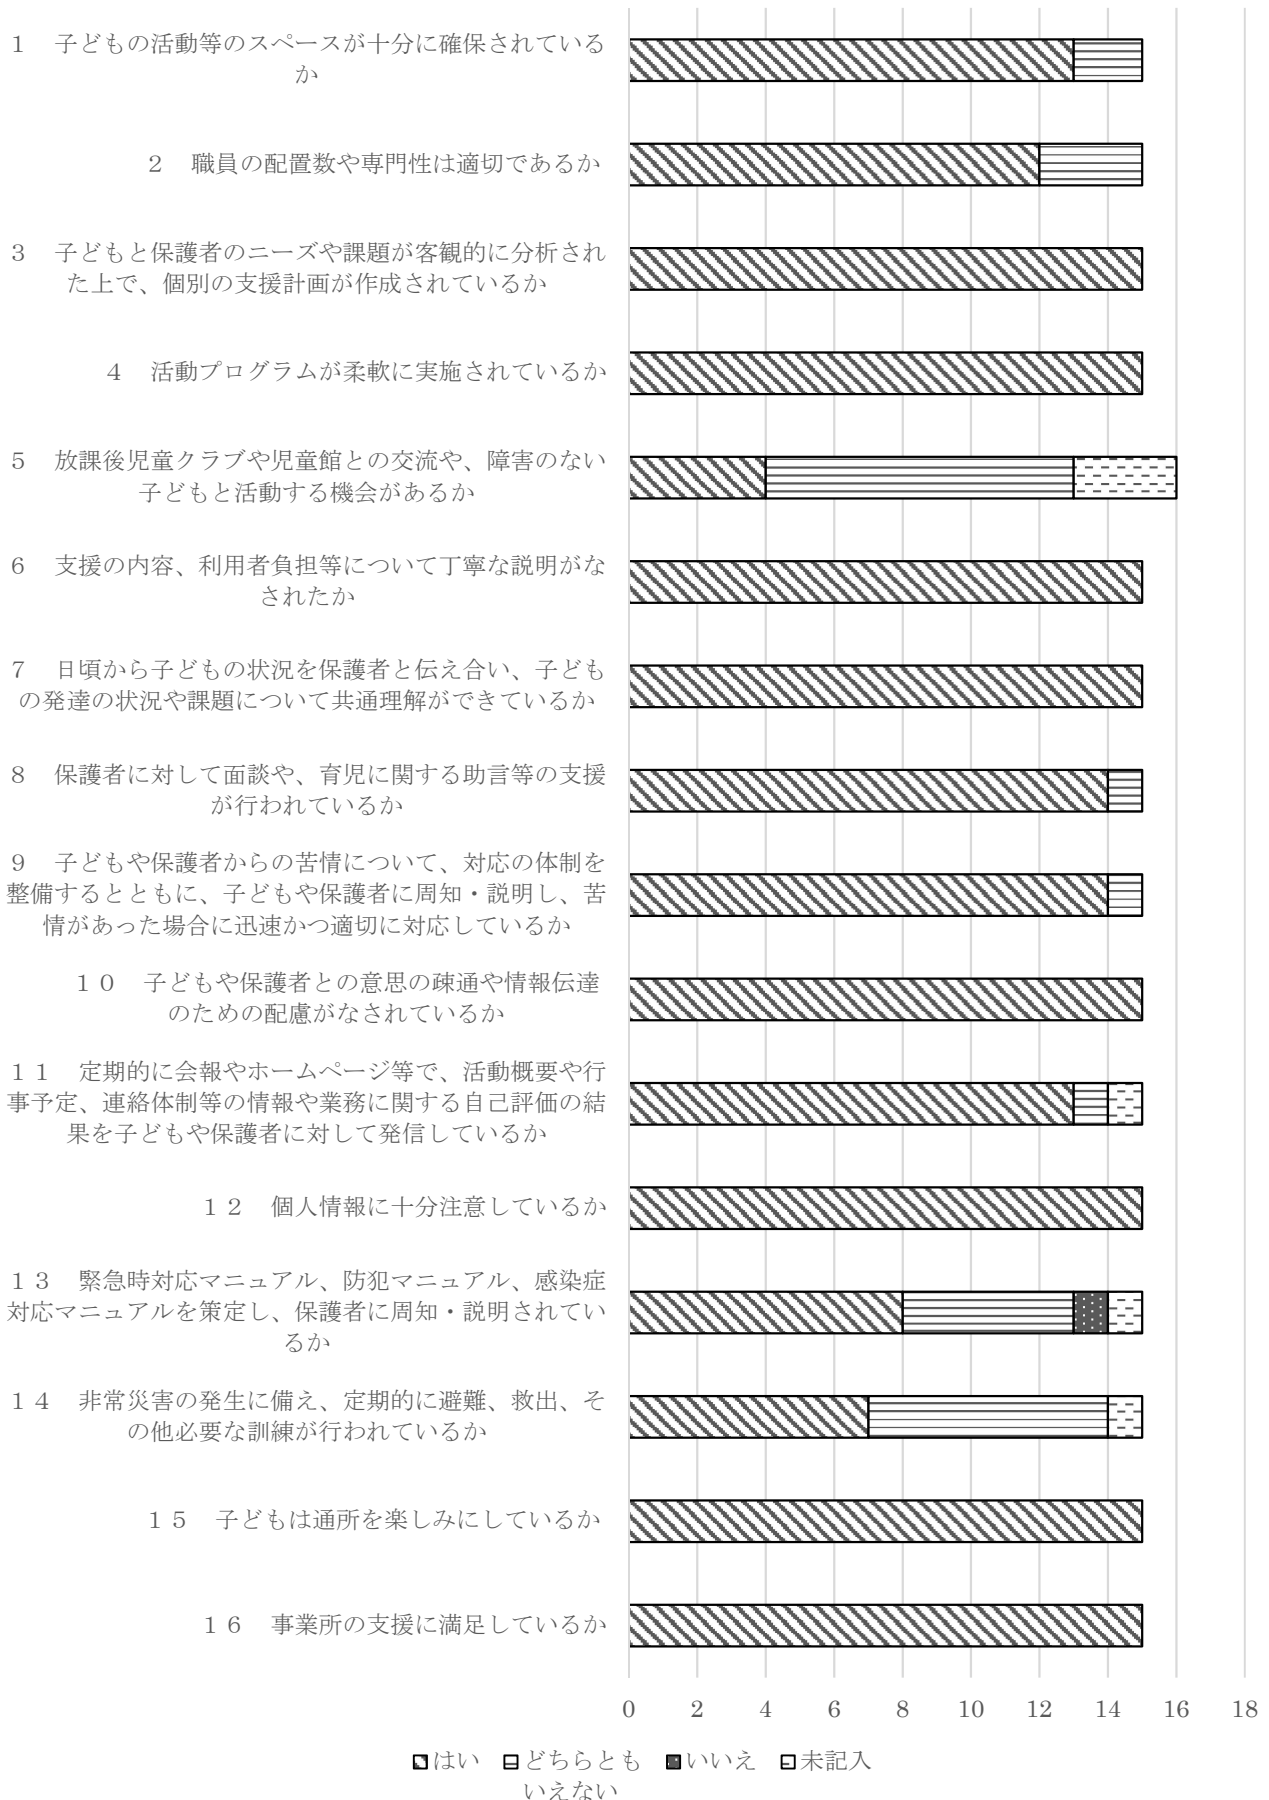 １　子どもの活動等のスペースが十分に確保されている
か
２　職員の配置数や専門性は適切であるか
３　子どもと保護者のニーズや課題が客観的に分析され
た上で、個別の支援計画が作成されているか
４　活動プログラムが柔軟に実施されているか
５　放課後児童クラブや児童館との交流や、障害のない
子どもと活動する機会があるか
６　支援の内容、利用者負担等について丁寧な説明がな
されたか
７　日頃から子どもの状況を保護者と伝え合い、子ども
の発達の状況や課題について共通理解ができているか
８　保護者に対して面談や、育児に関する助言等の支援
が行われているか
９　子どもや保護者からの苦情について、対応の体制を
整備するとともに、子どもや保護者に周知・説明し、苦
情があった場合に迅速かつ適切に対応しているか
１０　子どもや保護者との意思の疎通や情報伝達
のための配慮がなされているか
１１　定期的に会報やホームページ等で、活動概要や行
事予定、連絡体制等の情報や業務に関する自己評価の結
果を子どもや保護者に対して発信しているか
１２　個人情報に十分注意しているか
１３　緊急時対応マニュアル、防犯マニュアル、感染症
対応マニュアルを策定し、保護者に周知・説明されてい
るか
１４　非常災害の発生に備え、定期的に避難、救出、そ
の他必要な訓練が行われているか
１５　子どもは通所を楽しみにしているか
１６　事業所の支援に満足しているか
0 2 4 6 8 10 12 14 16 18
はい どちらとも いいえ 未記入
いえない